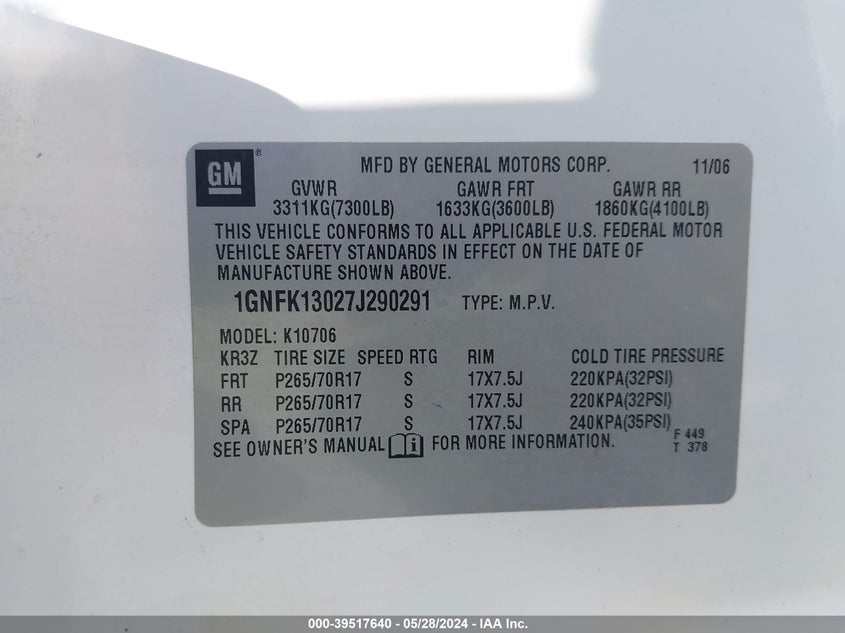 GM ® MFD BY GENERAL MOTORS CORP. 11/06
GVWR GAWR FRT GAWR RR
3311KG(7300LB) 1633KG(3600LB) 1860KG(4100LB)
THIS VEHICLE CONFORMS TO ALL APPLICABLE U.S. FEDERAL MOTOR
VEHICLE SAFETY STANDARDS IN EFFECT ON THE DATE OF
MANUFACTURE SHOWN ABOVE.
1GNFK13027J290291 TYPE: M.P.V.
MODEL: K10706
KR3Z TIRE SIZE SPEED RTG RIM COLD TIRE PRESSURE
FRT P265/70R17 S 17X7.5J 220KPA(32PSI)
RR P265/70R17 S 17X7.5J 220KPA(32PSI)
SPA P265/70R17 S 17X7.5J 240KPA(35PSI)
SEE OWNER'S MANUAL FOR MORE INFORMATION.
F 449
T 378
000-39517640 - 05/28/2024 - IAA Inc.